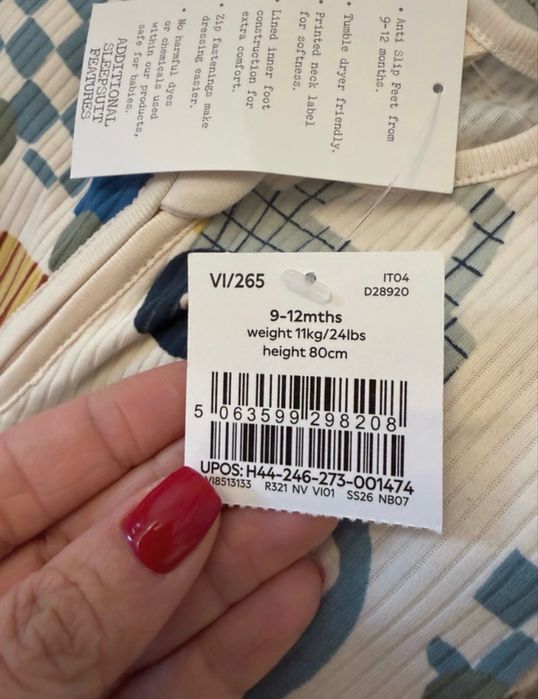 ADDITIONAL
SLEEPSUIT
FEATURES
• No harmful dyes
or chemicals used
within our products,
safe for babies.
• Zip fastenings make
dressing easier.
• Lined inner foot
construction for
extra comfort.
• Printed neck label
for softness.
• Tumble dryer friendly.
• Anti Slip Feet from
9-12 months.
VI/265
IT04
D28920
9-12mths
weight 11kg/24lbs
height 80cm
5 063599 298208
UPOS: H44-246-273-001474
VI8513133 R321 NV VI01 SS26 NB07